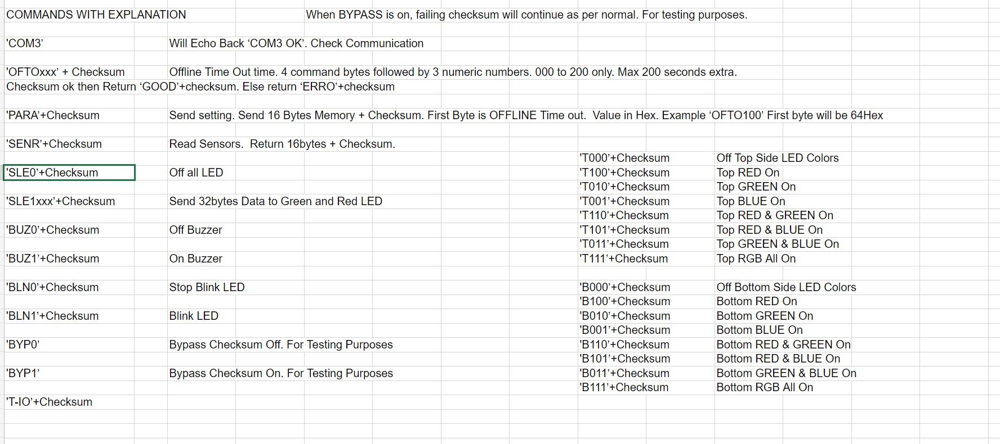 COMMANDS WITH EXPLANATION When BYPASS is on, failing checksum will continue as per normal. For testing purposes.
'COM3’ Will Echo Back ‘COM3 OK’. Check Communication
'OFTOxxx’ + Checksum Offline Time Out time. 4 command bytes followed by 3 numeric numbers. 000 to 200 only. Max 200 seconds extra.
Checksum ok then Return ‘GOOD’+checksum. Else return ‘ERRO’+checksum
'PARA’+Checksum Send setting. Send 16 Bytes Memory + Checksum. First Byte is OFFLINE Time out.  Value in Hex. Example ‘OFTO100’ First byte will be 64Hex
'SENR’+Checksum Read Sensors.  Return 16bytes + Checksum.
'T000’+Checksum Off Top Side LED Colors
'SLE0’+Checksum Off all LED 'T100’+Checksum Top RED On
'T010’+Checksum Top GREEN On
'SLE1xxx’+Checksum Send 32bytes Data to Green and Red LED 'T001’+Checksum Top BLUE On
'T110’+Checksum Top RED & GREEN On
'BUZ0’+Checksum Off Buzzer 'T101’+Checksum Top RED & BLUE On
'T011’+Checksum Top GREEN & BLUE On
'BUZ1’+Checksum On Buzzer 'T111’+Checksum Top RGB All On
'BLN0’+Checksum Stop Blink LED 'B000’+Checksum Off Bottom Side LED Colors
'B100’+Checksum Bottom RED On
'BLN1’+Checksum Blink LED 'B010’+Checksum Bottom GREEN On
'B001’+Checksum Bottom BLUE On
'BYP0’ Bypass Checksum Off. For Testing Purposes 'B110’+Checksum Bottom RED & GREEN On
'B101’+Checksum Bottom RED & BLUE On
'BYP1’ Bypass Checksum On. For Testing Purposes 'B011’+Checksum Bottom GREEN & BLUE On
'B111’+Checksum Bottom RGB All On
'T-IO’+Checksum